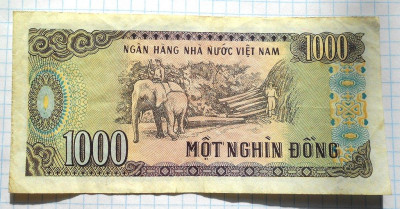 NGÂN HÀNG NHÀ NƯỚC VIỆT NAM
1000
1000
MỘT NGHÌN ĐỒNG